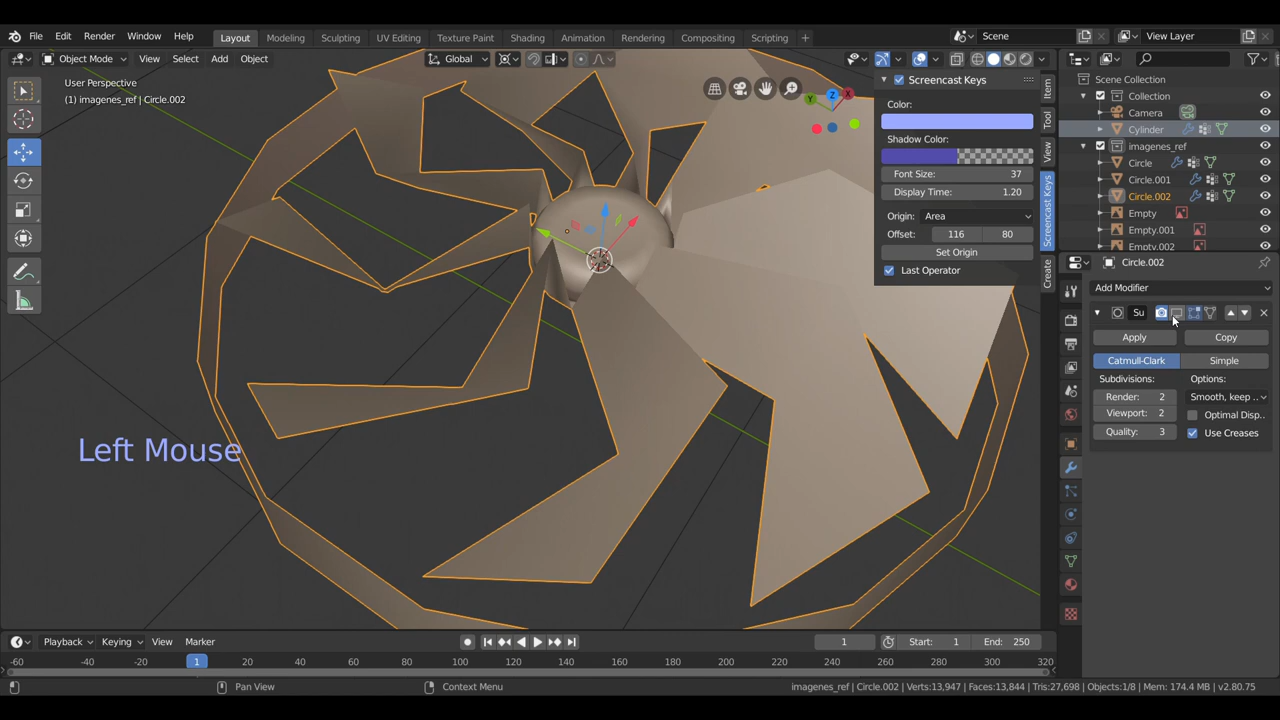 File Edit Render Window Help Layout Modeling Sculpting UV Editing Texture Paint Shading Animation Rendering Compositing Scripting + Scene View Layer
Object Mode View Select Add Object Global
User Perspective
(1) imagenes_ref | Circle.002
X
Y
Z
Screencast Keys
Color:
Shadow Color:
Font Size: 37
Display Time: 1.20
Origin: Area
Offset: 116 80
Set Origin
Last Operator
Item
Tool
View
Screencast Keys
Create
Scene Collection
Collection
Camera
Cylinder
imagenes_ref
Circle
Circle.001
Circle.002
Empty
Empty.001
Empty.002
Circle.002
Add Modifier
Su
Apply Copy
Catmull-Clark Simple
Subdivisions: Options:
Render: 2 Smooth, keep ..
Viewport: 2 Optimal Disp..
Quality: 3 Use Creases
Left Mouse
Playback Keying View Marker 1 Start: 1 End: 250
-60 -40 -20 1 20 40 60 80 100 120 140 160 180 200 220 240 260 280 300 320
Pan View Context Menu imagenes_ref | Circle.002 | Verts:13,947 | Faces:13,844 | Tris:27,698 | Objects:1/8 | Mem: 174.4 MB | v2.80.75